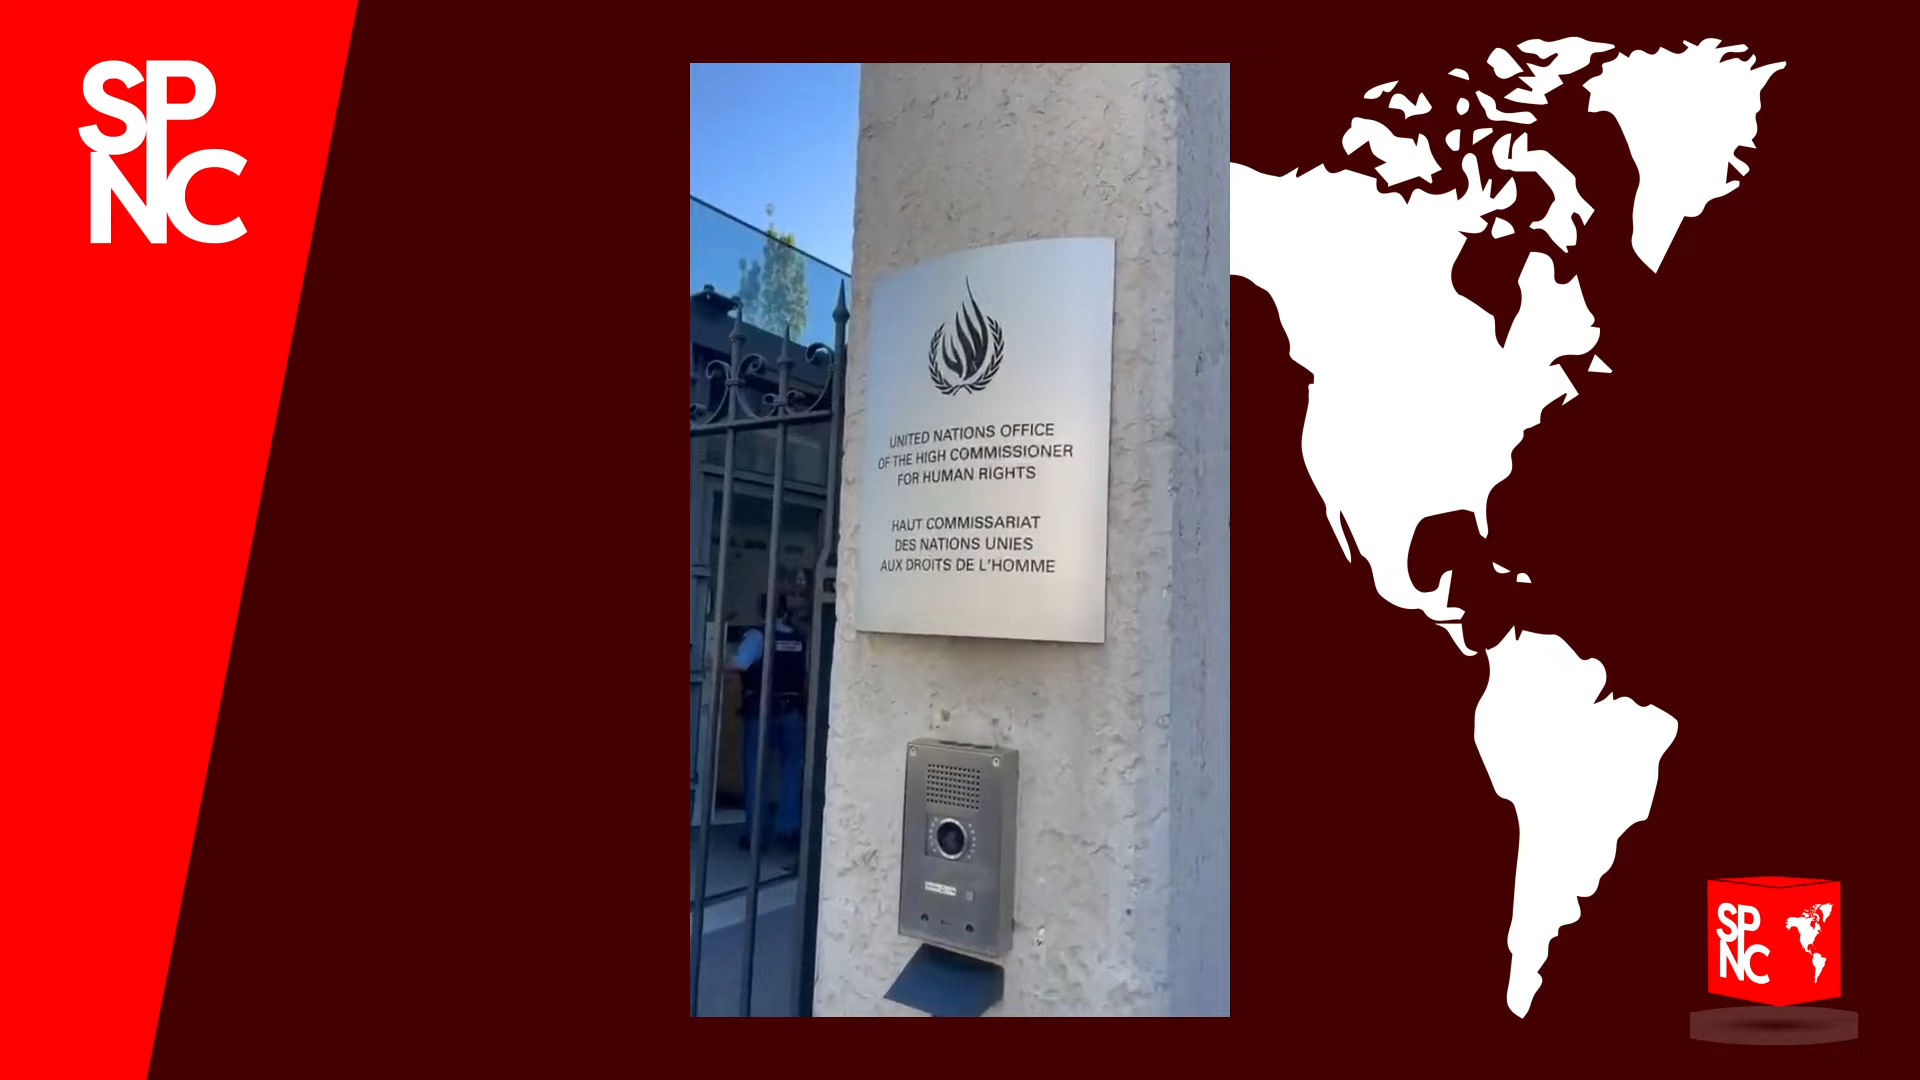 SP
NC
UNITED NATIONS OFFICE
OF THE HIGH COMMISSIONER
FOR HUMAN RIGHTS
HAUT COMMISSARIAT
DES NATIONS UNIES
AUX DROITS DE L'HOMME
SP
NC